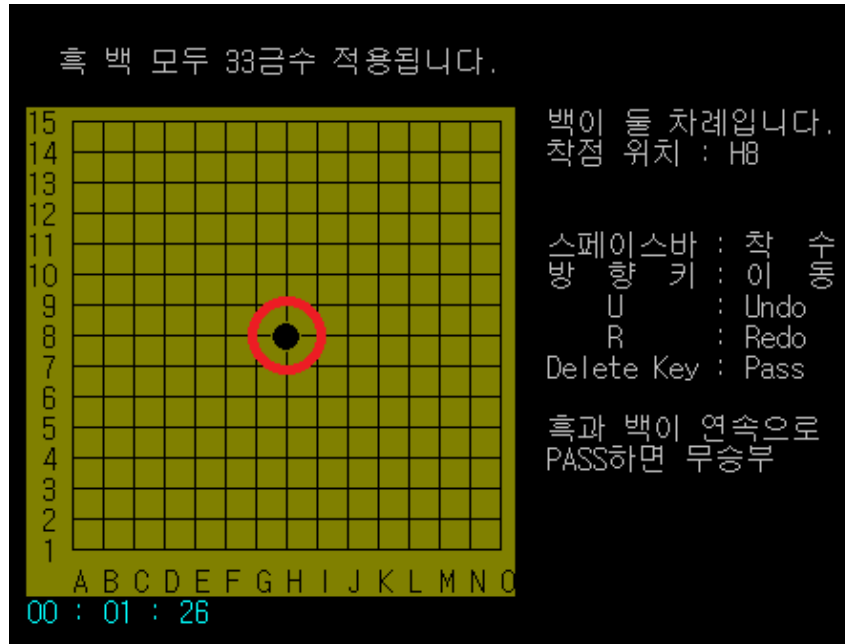 흑 백 모두 33금수 적용됩니다.
백이 둘 차례입니다.
착점 위치 : H8
스페이스바 : 착 수
방 향 키 : 이 동
U : Undo
R : Redo
Delete Key : Pass
흑과 백이 연속으로
PASS하면 무승부
15
14
13
12
11
10
9
8
7
6
5
4
3
2
1
A B C D E F G H I J K L M N O
00 : 01 : 26